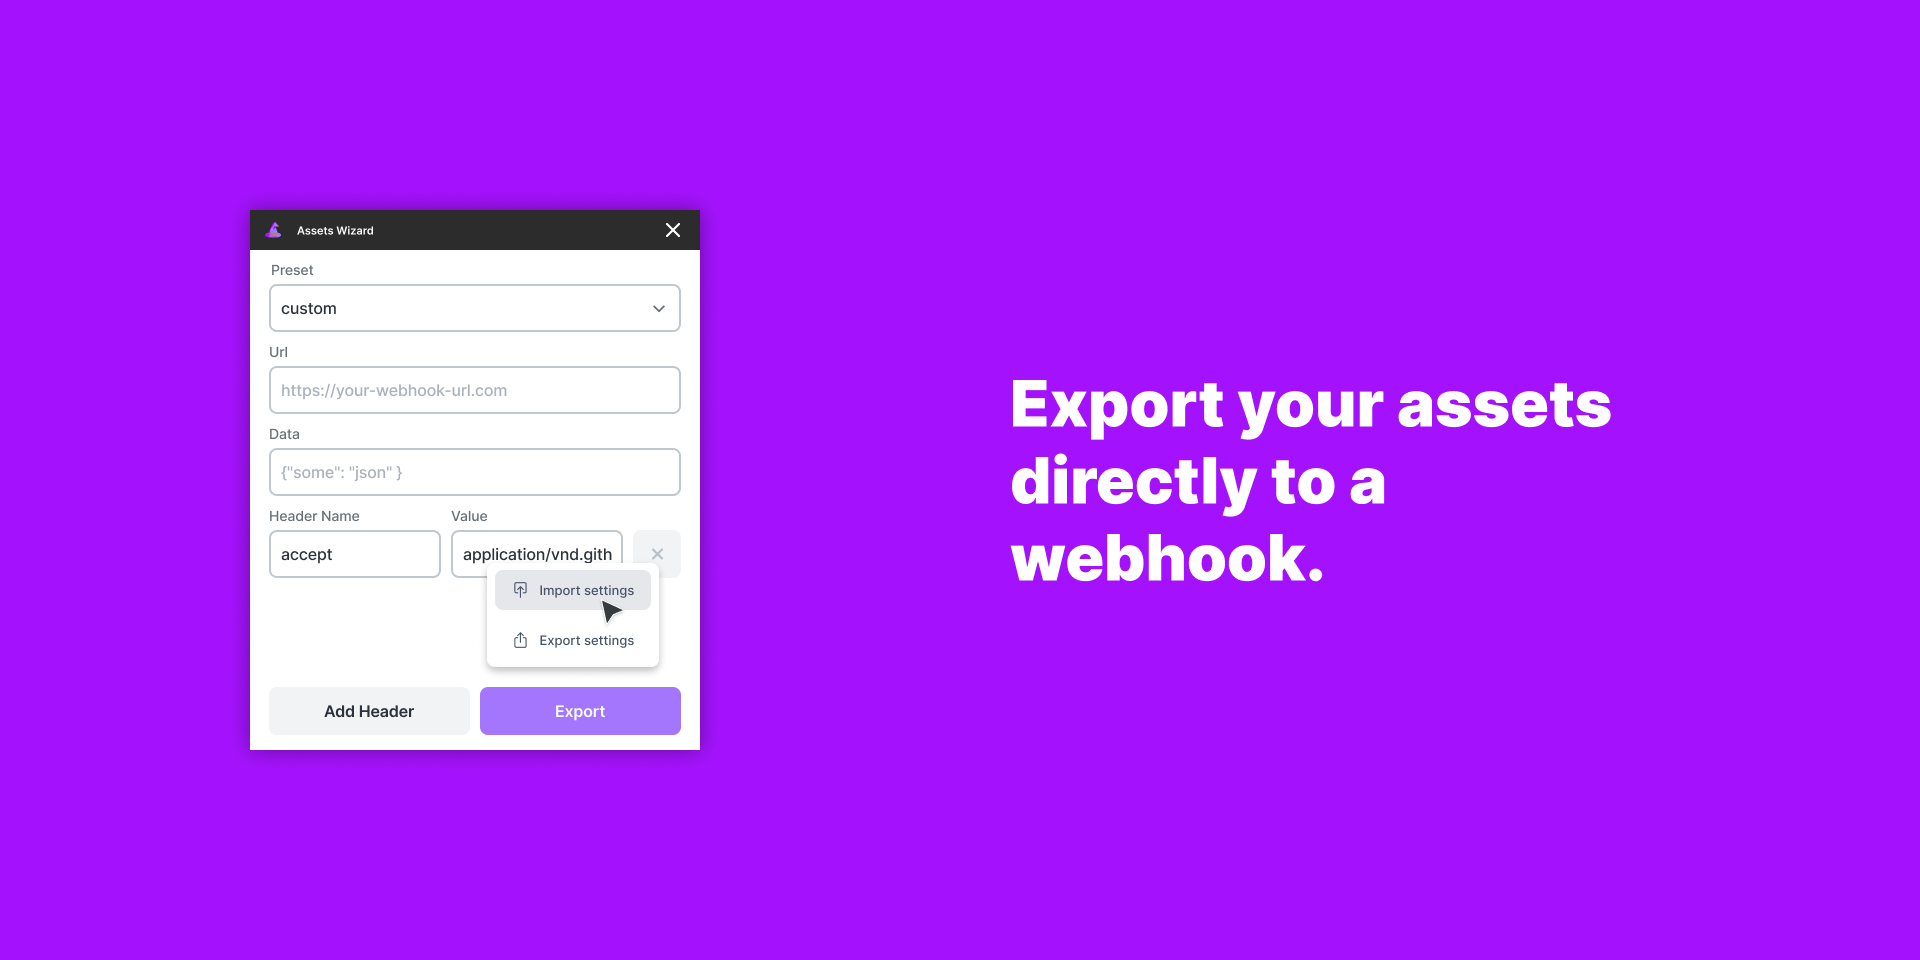 Assets Wizard
Preset
custom
Url
https://your-webhook-url.com
Data
{"some": "json" }
Header Name
Value
accept
application/vnd.gith
Import settings
Export settings
Add Header
Export
Export your assets
directly to a
webhook.